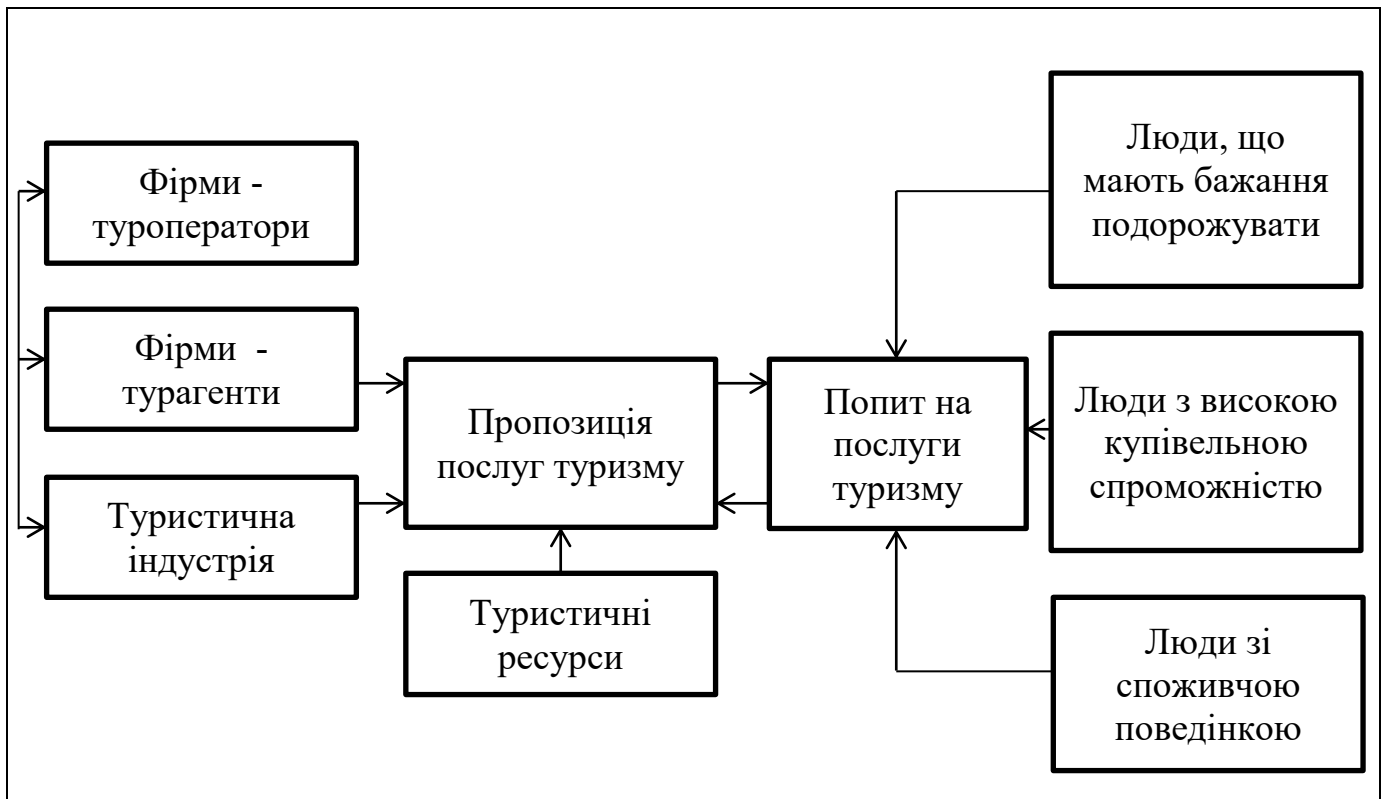 Фірми -
туроператори
Фірми  -
турагенти
Туристична
індустрія
Пропозиція
послуг туризму
Туристичні
ресурси
Попит на
послуги
туризму
Люди, що
мають бажання
подорожувати
Люди з високою
купівельною
спроможністю
Люди зі
споживчою
поведінкою